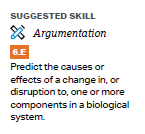 SUGGESTED SKILL
Argumentation
6.E
Predict the causes or
effects of a change in, or
disruption to, one or more
components in a biological
system.